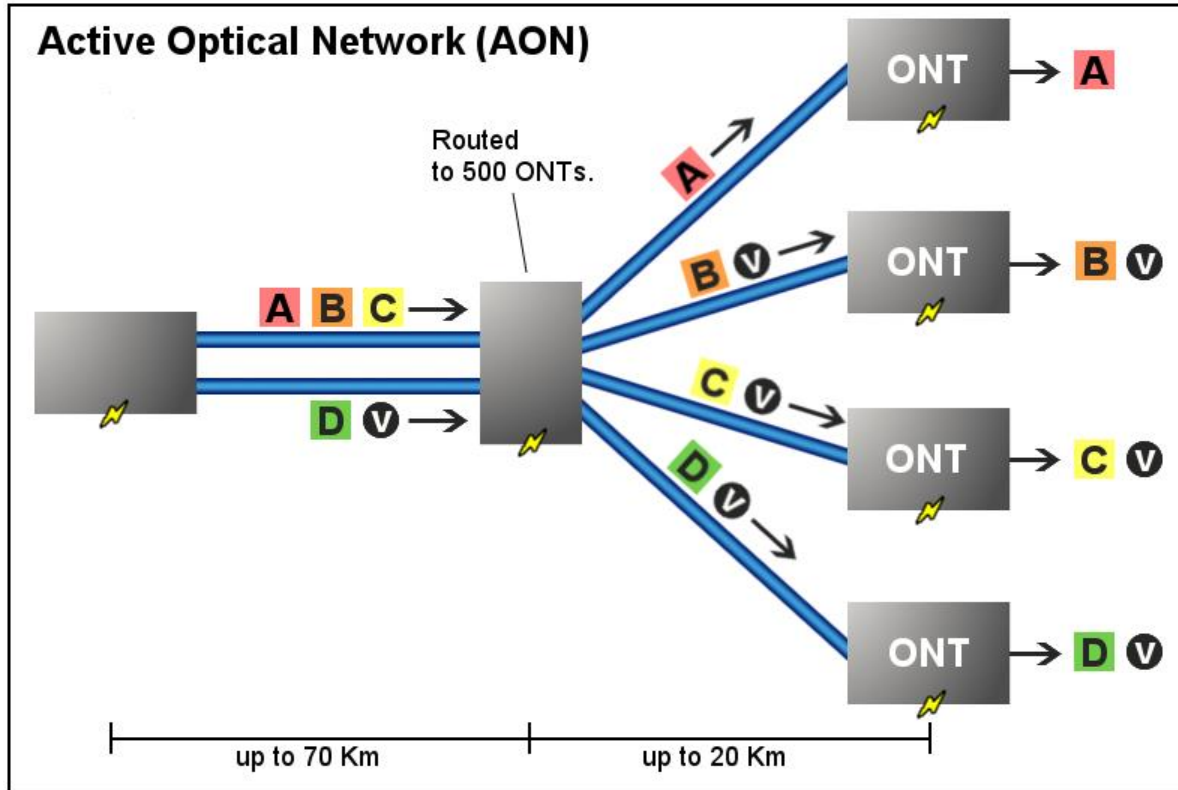 Active Optical Network (AON)
Routed
to 500 ONTs.
A B C
D V
A
B V
C V
D V
ONT
A
ONT
B V
ONT
C V
ONT
D V
up to 70 Km
up to 20 Km